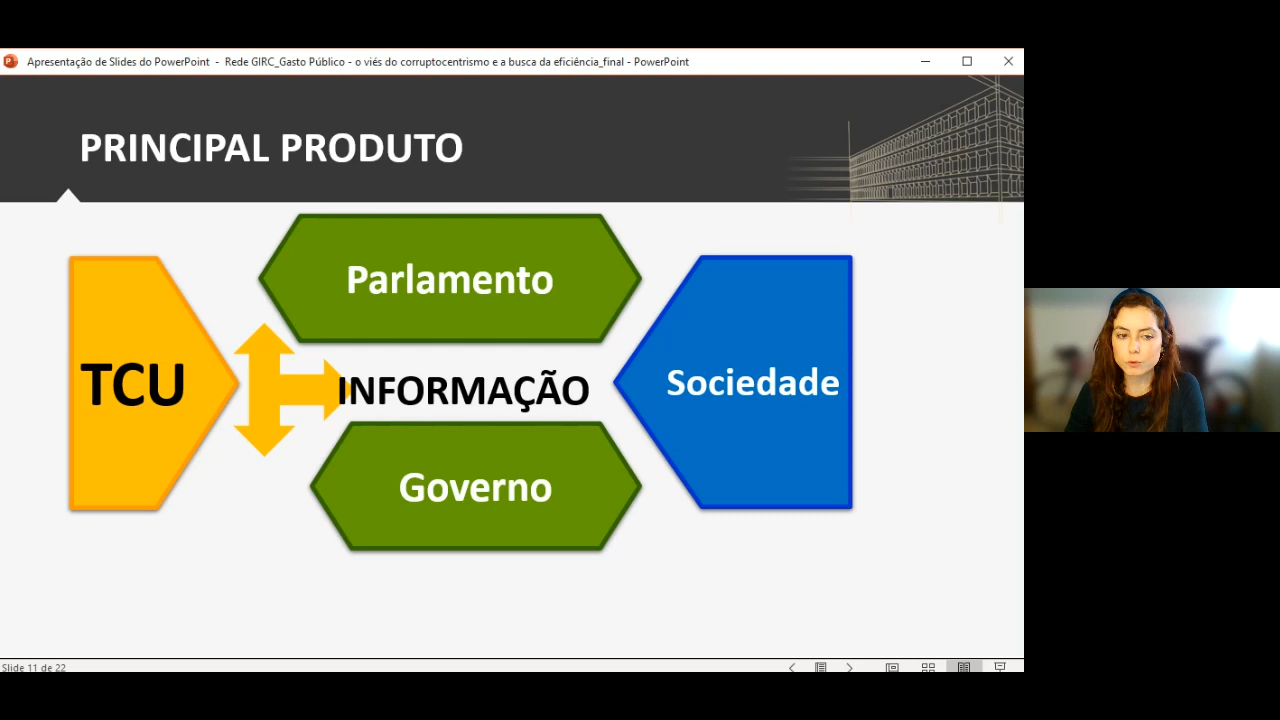 Apresentação de Slides do PowerPoint - Rede GIRC_Gasto Público - o viés do corruptocentrismo e a busca da eficiência_final - PowerPoint
PRINCIPAL PRODUTO
Parlamento
TCU
INFORMAÇÃO
Sociedade
Governo
Slide 11 de 22